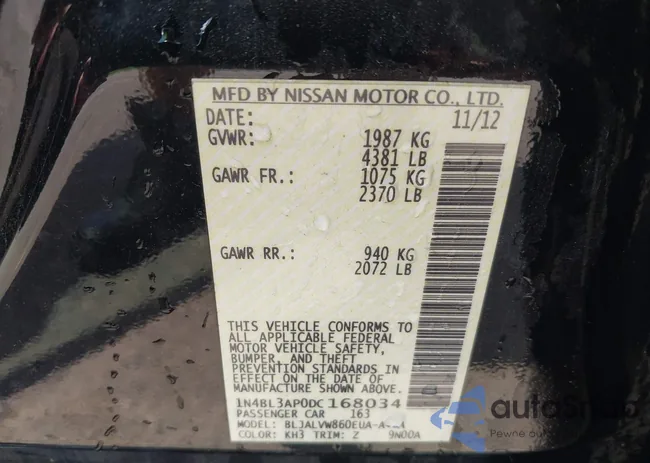 MFD BY NISSAN MOTOR CO., LTD.
DATE: 11/12
GVWR: 1987 KG
4381 LB
GAWR FR.: 1075 KG
2370 LB
GAWR RR.: 940 KG
2072 LB
THIS VEHICLE CONFORMS TO
ALL APPLICABLE FEDERAL
MOTOR VEHICLE SAFETY,
BUMPER, AND THEFT
PREVENTION STANDARDS IN
EFFECT ON THE DATE OF
MANUFACTURE SHOWN ABOVE.
1N4BL3AP0DC168034
PASSENGER CAR 163
MODEL:
COLOR: KH3 TRIM: Z 9N00A
Pewne auto